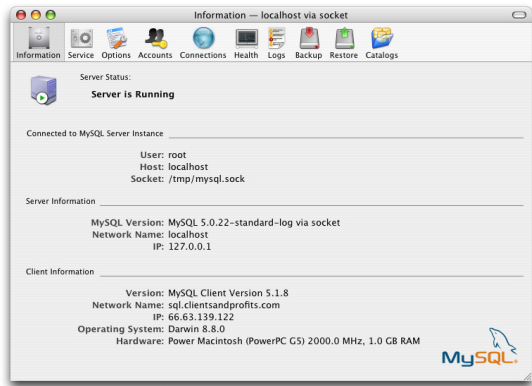 Information — localhost via socket
Information Service Options Accounts Connections Health Logs Backup Restore Catalogs
Server Status:
Server is Running
Connected to MySQL Server Instance
User: root
Host: localhost
Socket: /tmp/mysql.sock
Server Information
MySQL Version: MySQL 5.0.22-standard-log via socket
Network Name: localhost
IP: 127.0.0.1
Client Information
Version: MySQL Client Version 5.1.8
Network Name: sql.clientsandprofits.com
IP: 66.63.139.122
Operating System: Darwin 8.8.0
Hardware: Power Macintosh (PowerPC G5) 2000.0 MHz, 1.0 GB RAM
MySQL